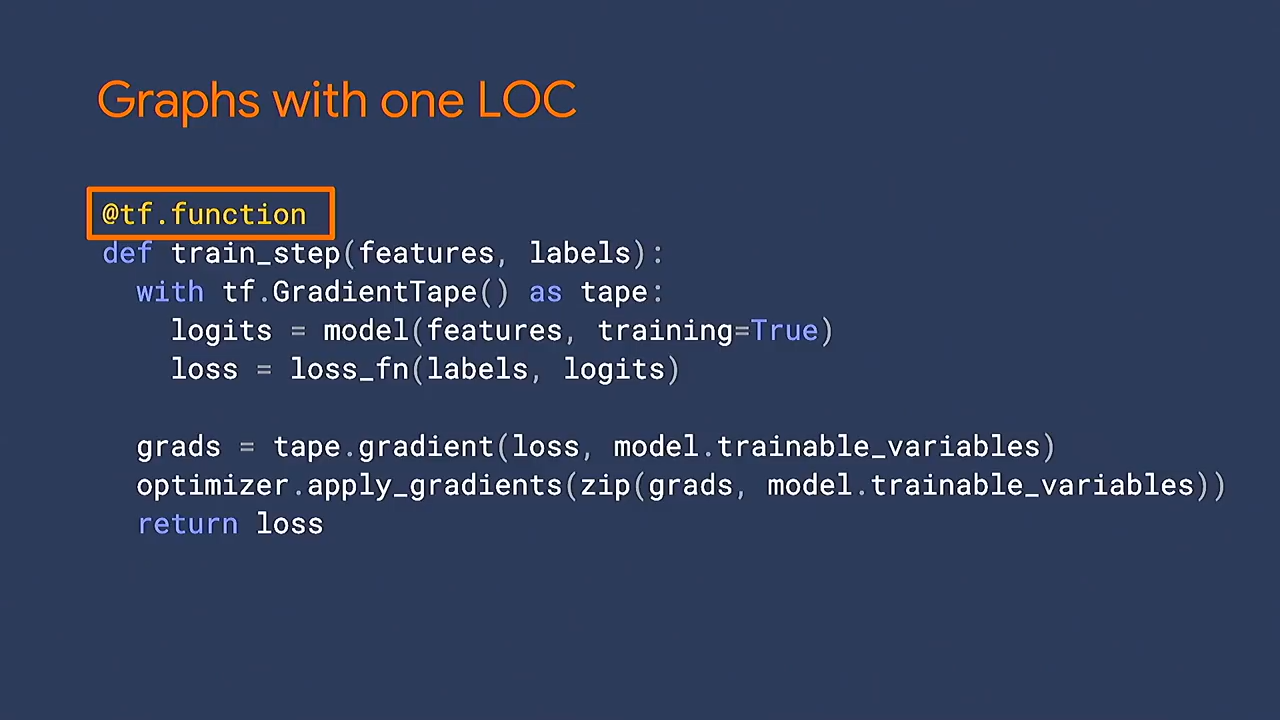 Graphs with one LOC
@tf.function
def train_step(features, labels):
  with tf.GradientTape() as tape:
    logits = model(features, training=True)
    loss = loss_fn(labels, logits)

  grads = tape.gradient(loss, model.trainable_variables)
  optimizer.apply_gradients(zip(grads, model.trainable_variables))
  return loss